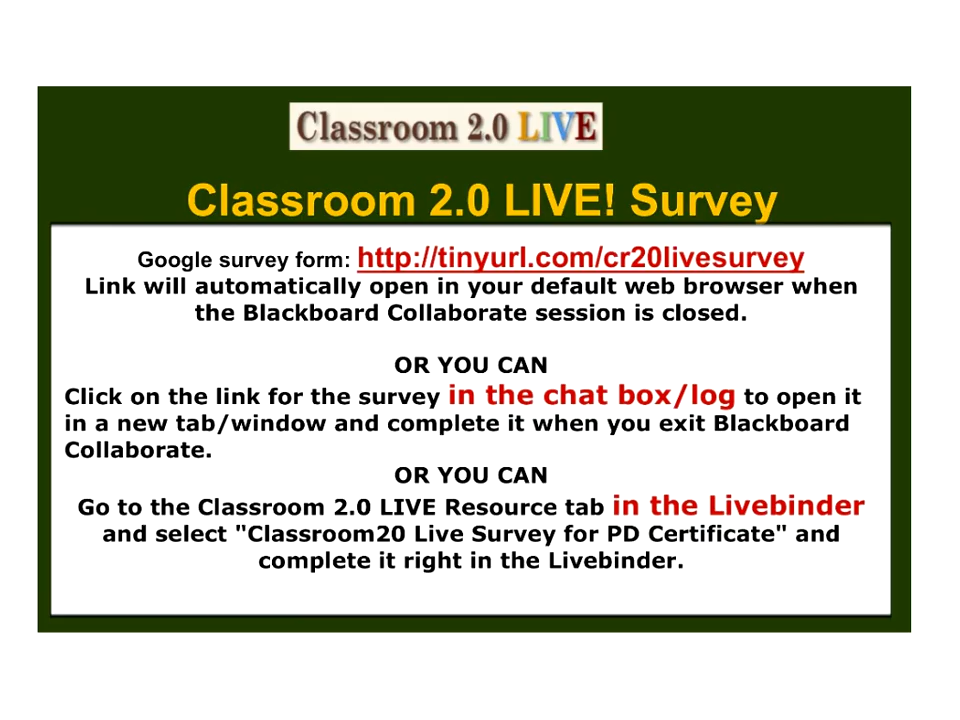 Classroom 2.0 LIVE
Classroom 2.0 LIVE! Survey
Google survey form: http://tinyurl.com/cr20livesurvey
Link will automatically open in your default web browser when
the Blackboard Collaborate session is closed.
OR YOU CAN
Click on the link for the survey in the chat box/log to open it
in a new tab/window and complete it when you exit Blackboard
Collaborate.
OR YOU CAN
Go to the Classroom 2.0 LIVE Resource tab in the Livebinder
and select "Classroom20 Live Survey for PD Certificate" and
complete it right in the Livebinder.